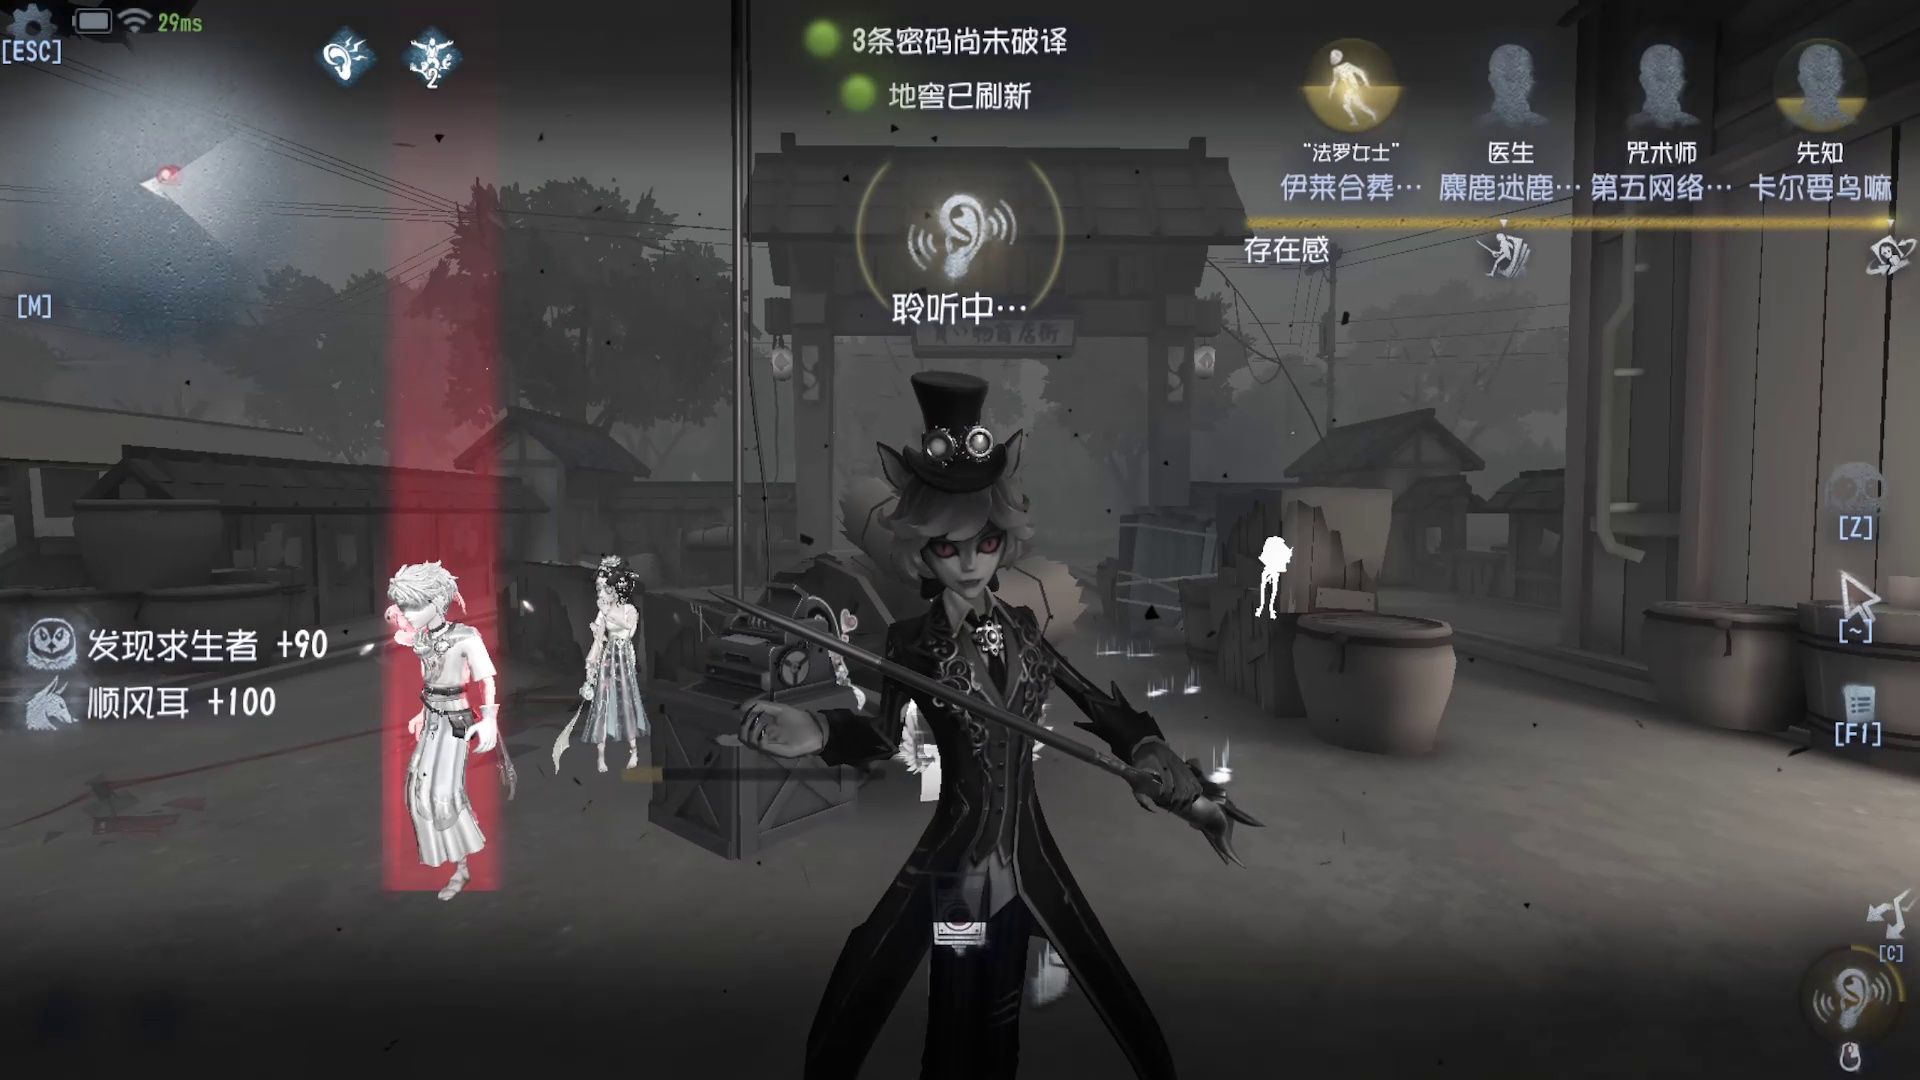 29ms
[ESC]
2
3条密码尚未破译
地窖已刷新
“法罗女士”
医生
咒术师
先知
伊莱合葬…
麋鹿迷鹿…
第五网络…
卡尔要鸟嘛
存在感
聆听中…
[M]
发现求生者 +90
顺风耳 +100
[Z]
[~]
[F1]
[C]